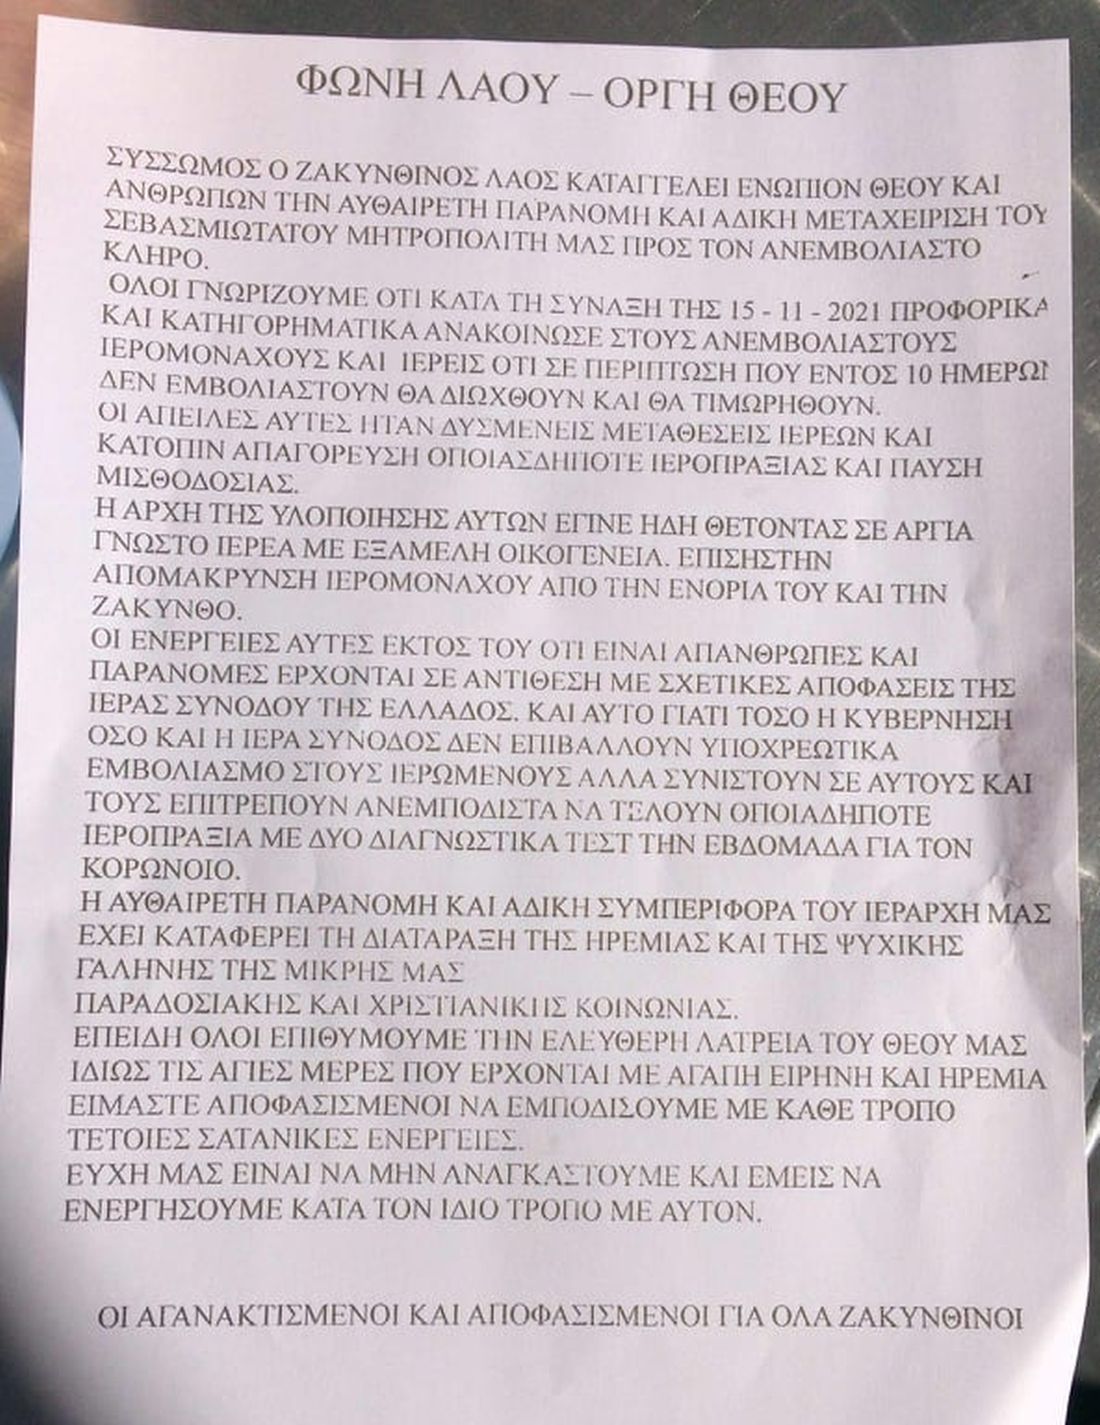 ΦΩΝΗ ΛΑΟΥ – ΟΡΓΗ ΘΕΟΥ
ΣΥΣΣΩΜΟΣ Ο ΖΑΚΥΝΘΙΝΟΣ ΛΑΟΣ ΚΑΤΑΓΓΕΛΕΙ ΕΝΩΠΙΟΝ ΘΕΟΥ ΚΑΙ
ΑΝΘΡΩΠΩΝ ΤΗΝ ΑΥΘΑΙΡΕΤΗ ΠΑΡΑΝΟΜΗ ΚΑΙ ΑΔΙΚΗ ΜΕΤΑΧΕΙΡΙΣΗ ΤΟΥ
ΣΕΒΑΣΜΙΩΤΑΤΟΥ ΜΗΤΡΟΠΟΛΙΤΗ ΜΑΣ ΠΡΟΣ ΤΟΝ ΑΝΕΜΒΟΛΙΑΣΤΟ
ΚΛΗΡΟ.
ΟΛΟΙ ΓΝΩΡΙΖΟΥΜΕ ΟΤΙ ΚΑΤΑ ΤΗ ΣΥΝΑΞΗ ΤΗΣ 15 - 11 - 2021 ΠΡΟΦΟΡΙΚΑ
ΚΑΙ ΚΑΤΗΓΟΡΗΜΑΤΙΚΑ ΑΝΑΚΟΙΝΩΣΕ ΣΤΟΥΣ ΑΝΕΜΒΟΛΙΑΣΤΟΥΣ
ΙΕΡΟΜΟΝΑΧΟΥΣ ΚΑΙ ΙΕΡΕΙΣ ΟΤΙ ΣΕ ΠΕΡΙΠΤΩΣΗ ΠΟΥ ΕΝΤΟΣ 10 ΗΜΕΡΩΝ
ΔΕΝ ΕΜΒΟΛΙΑΣΤΟΥΝ ΘΑ ΔΙΩΧΘΟΥΝ ΚΑΙ ΘΑ ΤΙΜΩΡΗΘΟΥΝ.
ΟΙ ΑΠΕΙΛΕΣ ΑΥΤΕΣ ΗΤΑΝ ΔΥΣΜΕΝΕΙΣ ΜΕΤΑΘΕΣΕΙΣ ΙΕΡΕΩΝ ΚΑΙ
ΚΑΤΟΠΙΝ ΑΠΑΓΟΡΕΥΣΗ ΟΠΟΙΑΣΔΗΠΟΤΕ ΙΕΡΟΠΡΑΞΙΑΣ ΚΑΙ ΠΑΥΣΗ
ΜΙΣΘΟΔΟΣΙΑΣ.
Η ΑΡΧΗ ΤΗΣ ΥΛΟΠΟΙΗΣΗΣ ΑΥΤΩΝ ΕΓΙΝΕ ΗΔΗ ΘΕΤΟΝΤΑΣ ΣΕ ΑΡΓΙΑ
ΓΝΩΣΤΟ ΙΕΡΕΑ ΜΕ ΕΞΑΜΕΛΗ ΟΙΚΟΓΕΝΕΙΑ. ΕΠΙΣΗΣΤΗΝ
ΑΠΟΜΑΚΡΥΝΣΗ ΙΕΡΟΜΟΝΑΧΟΥ ΑΠΟ ΤΗΝ ΕΝΟΡΙΑ ΤΟΥ ΚΑΙ ΤΗΝ
ΖΑΚΥΝΘΟ.
ΟΙ ΕΝΕΡΓΕΙΕΣ ΑΥΤΕΣ ΕΚΤΟΣ ΤΟΥ ΟΤΙ ΕΙΝΑΙ ΑΠΑΝΘΡΩΠΕΣ ΚΑΙ
ΠΑΡΑΝΟΜΕΣ ΕΡΧΟΝΤΑΙ ΣΕ ΑΝΤΙΘΕΣΗ ΜΕ ΣΧΕΤΙΚΕΣ ΑΠΟΦΑΣΕΙΣ ΤΗΣ
ΙΕΡΑΣ ΣΥΝΟΔΟΥ ΤΗΣ ΕΛΛΑΔΟΣ. ΚΑΙ ΑΥΤΟ ΓΙΑΤΙ ΤΟΣΟ Η ΚΥΒΕΡΝΗΣΗ
ΟΣΟ ΚΑΙ Η ΙΕΡΑ ΣΥΝΟΔΟΣ ΔΕΝ ΕΠΙΒΑΛΛΟΥΝ ΥΠΟΧΡΕΩΤΙΚΑ
ΕΜΒΟΛΙΑΣΜΟ ΣΤΟΥΣ ΙΕΡΩΜΕΝΟΥΣ ΑΛΛΑ ΣΥΝΙΣΤΟΥΝ ΣΕ ΑΥΤΟΥΣ ΚΑΙ
ΤΟΥΣ ΕΠΙΤΡΕΠΟΥΝ ΑΝΕΜΠΟΔΙΣΤΑ ΝΑ ΤΕΛΟΥΝ ΟΠΟΙΑΔΗΠΟΤΕ
ΙΕΡΟΠΡΑΞΙΑ ΜΕ ΔΥΟ ΔΙΑΓΝΩΣΤΙΚΑ ΤΕΣΤ ΤΗΝ ΕΒΔΟΜΑΔΑ ΓΙΑ ΤΟΝ
ΚΟΡΩΝΟΙΟ.
Η ΑΥΘΑΙΡΕΤΗ ΠΑΡΑΝΟΜΗ ΚΑΙ ΑΔΙΚΗ ΣΥΜΠΕΡΙΦΟΡΑ ΤΟΥ ΙΕΡΑΡΧΗ ΜΑΣ
ΕΧΕΙ ΚΑΤΑΦΕΡΕΙ ΤΗ ΔΙΑΤΑΡΑΞΗ ΤΗΣ ΗΡΕΜΙΑΣ ΚΑΙ ΤΗΣ ΨΥΧΙΚΗΣ
ΓΑΛΗΝΗΣ ΤΗΣ ΜΙΚΡΗΣ ΜΑΣ
ΠΑΡΑΔΟΣΙΑΚΗΣ ΚΑΙ ΧΡΙΣΤΙΑΝΙΚΗΣ ΚΟΙΝΩΝΙΑΣ.
ΕΠΕΙΔΗ ΟΛΟΙ ΕΠΙΘΥΜΟΥΜΕ ΤΗΝ ΕΛΕΥΘΕΡΗ ΛΑΤΡΕΙΑ ΤΟΥ ΘΕΟΥ ΜΑΣ
ΙΔΙΩΣ ΤΙΣ ΑΓΙΕΣ ΜΕΡΕΣ ΠΟΥ ΕΡΧΟΝΤΑΙ ΜΕ ΑΓΑΠΗ ΕΙΡΗΝΗ ΚΑΙ ΗΡΕΜΙΑ
ΕΙΜΑΣΤΕ ΑΠΟΦΑΣΙΣΜΕΝΟΙ ΝΑ ΕΜΠΟΔΙΣΟΥΜΕ ΜΕ ΚΑΘΕ ΤΡΟΠΟ
ΤΕΤΟΙΕΣ ΣΑΤΑΝΙΚΕΣ ΕΝΕΡΓΕΙΕΣ.
ΕΥΧΗ ΜΑΣ ΕΙΝΑΙ ΝΑ ΜΗΝ ΑΝΑΓΚΑΣΤΟΥΜΕ ΚΑΙ ΕΜΕΙΣ ΝΑ
ΕΝΕΡΓΗΣΟΥΜΕ ΚΑΤΑ ΤΟΝ ΙΔΙΟ ΤΡΟΠΟ ΜΕ ΑΥΤΟΝ.
ΟΙ ΑΓΑΝΑΚΤΙΣΜΕΝΟΙ ΚΑΙ ΑΠΟΦΑΣΙΣΜΕΝΟΙ ΓΙΑ ΟΛΑ ΖΑΚΥΝΘΙΝΟΙ